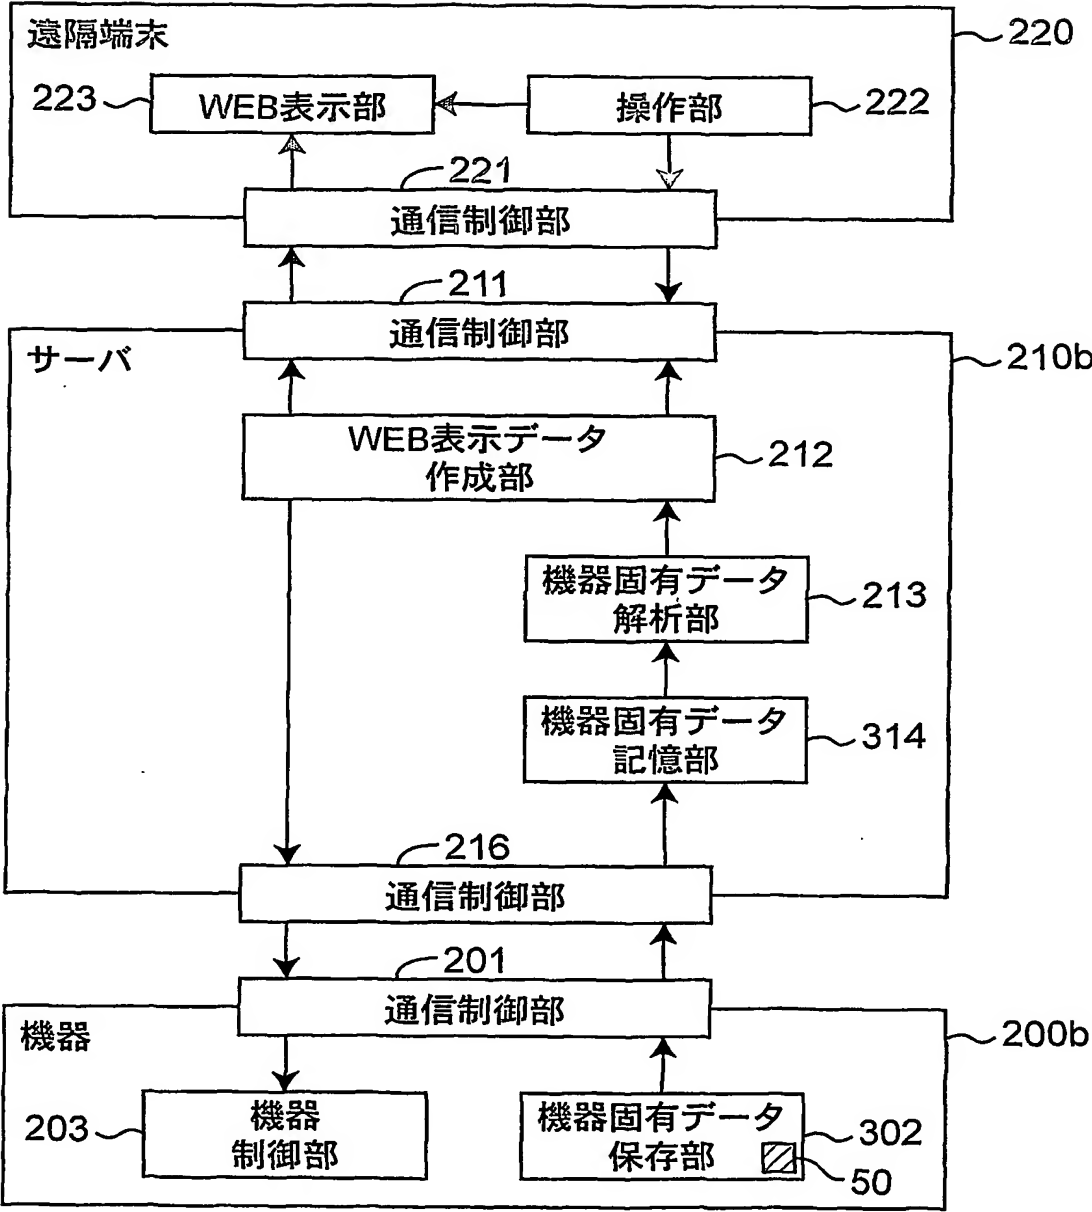 遠隔端末
220
223
WEB表示部
操作部
222
221
通信制御部
211
通信制御部
サーバ
210b
WEB表示データ
作成部
212
機器固有データ
解析部
213
機器固有データ
記憶部
314
216
通信制御部
201
通信制御部
機器
200b
203
機器
制御部
機器固有データ
保存部
302
50